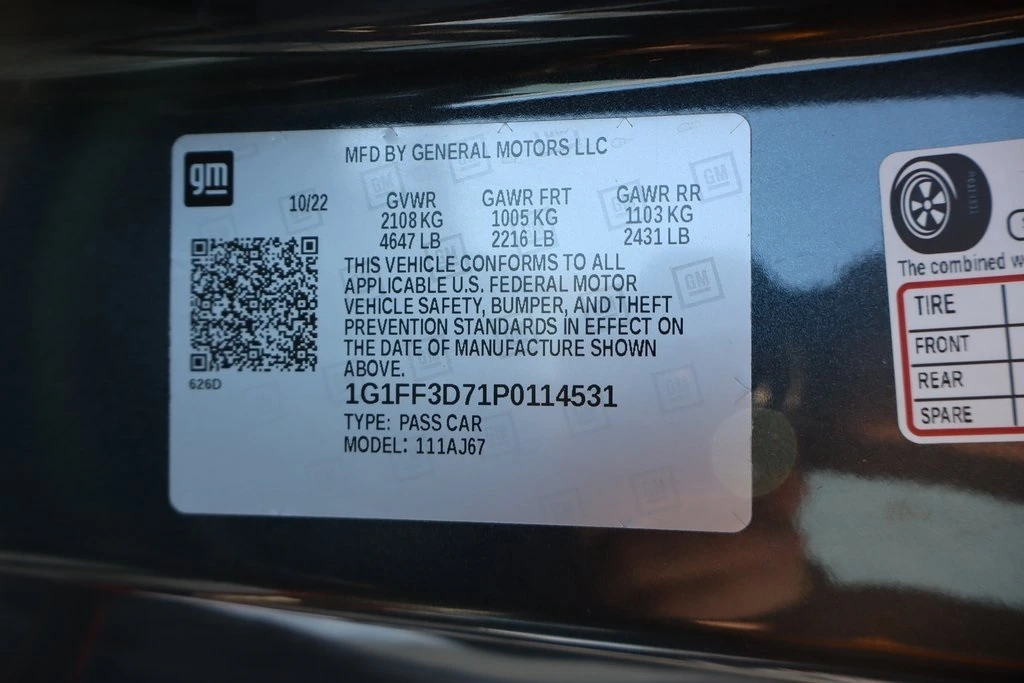 gm
MFD BY GENERAL MOTORS LLC
10/22
GVWR GAWR FRT GAWR RR
2108 KG 1005 KG 1103 KG
4647 LB 2216 LB 2431 LB
THIS VEHICLE CONFORMS TO ALL
APPLICABLE U.S. FEDERAL MOTOR
VEHICLE SAFETY, BUMPER, AND THEFT
PREVENTION STANDARDS IN EFFECT ON
THE DATE OF MANUFACTURE SHOWN
ABOVE.
626D
1G1FF3D71P0114531
TYPE: PASS CAR
MODEL: 111AJ67
GM
GM
The combined
TIRE
FRONT
REAR
SPARE